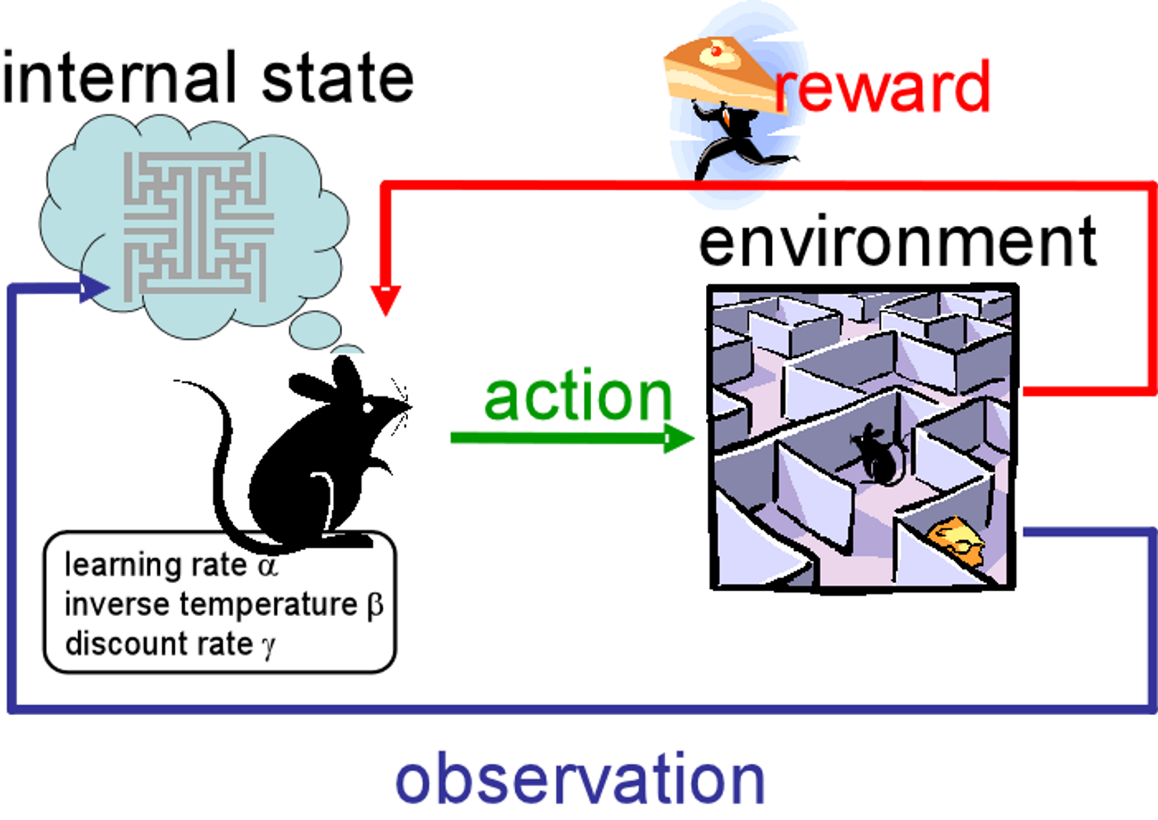 internal state
reward
environment
action
learning rate α
inverse temperature β
discount rate γ
observation